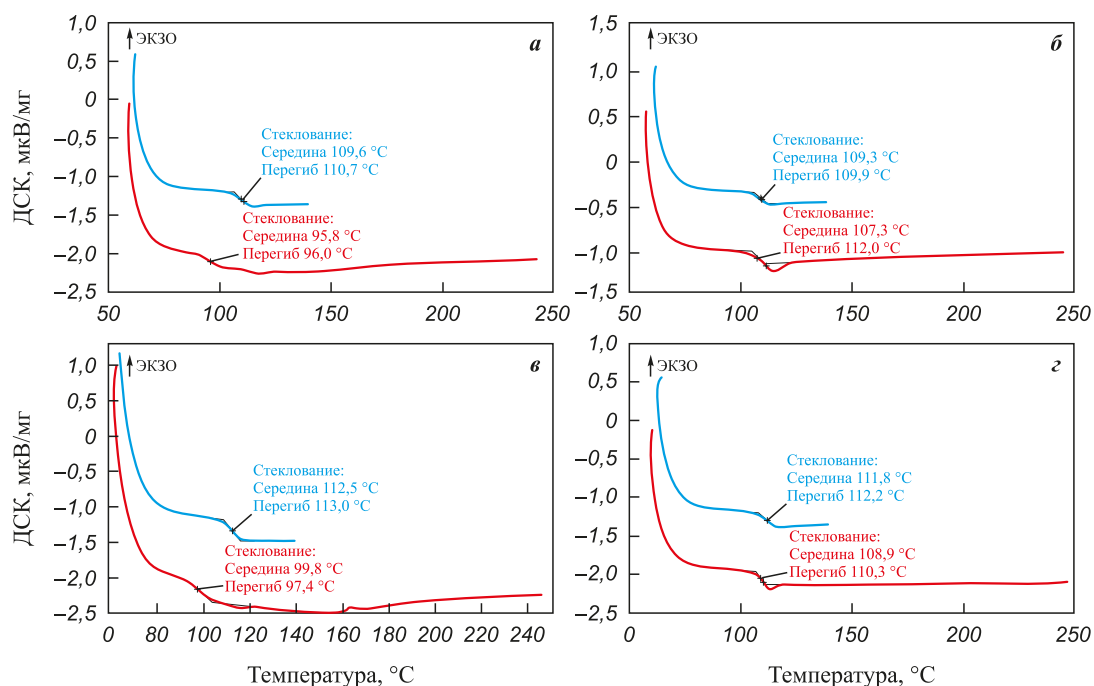 ДСК, мкВ/мг
1,0
0,5
0
–0,5
–1,0
–1,5
–2,0
–2,5
ЭКЗО
а
Стеклование:
Середина 109,6 °C
Перегиб 110,7 °C
Стеклование:
Середина 95,8 °C
Перегиб 96,0 °C
50 100 150 200 250
–1,5
1,0
0,5
0
–0,5
–1,0
–1,5
ЭКЗО
б
Стеклование:
Середина 109,3 °C
Перегиб 109,9 °C
Стеклование:
Середина 107,3 °C
Перегиб 112,0 °C
50 100 150 200 250
ДСК, мкВ/мг
1,0
0,5
0
–0,5
–1,0
–1,5
–2,0
–2,5
ЭКЗО
в
Стеклование:
Середина 112,5 °C
Перегиб 113,0 °C
Стеклование:
Середина 99,8 °C
Перегиб 97,4 °C
0 80 100 120 140 160 180 200 220 240
Температура, °C
1,0
0,5
0
–0,5
–1,0
–1,5
–2,0
–2,5
ЭКЗО
г
Стеклование:
Середина 111,8 °C
Перегиб 112,2 °C
Стеклование:
Середина 108,9 °C
Перегиб 110,3 °C
0 100 150 200 250
Температура, °C